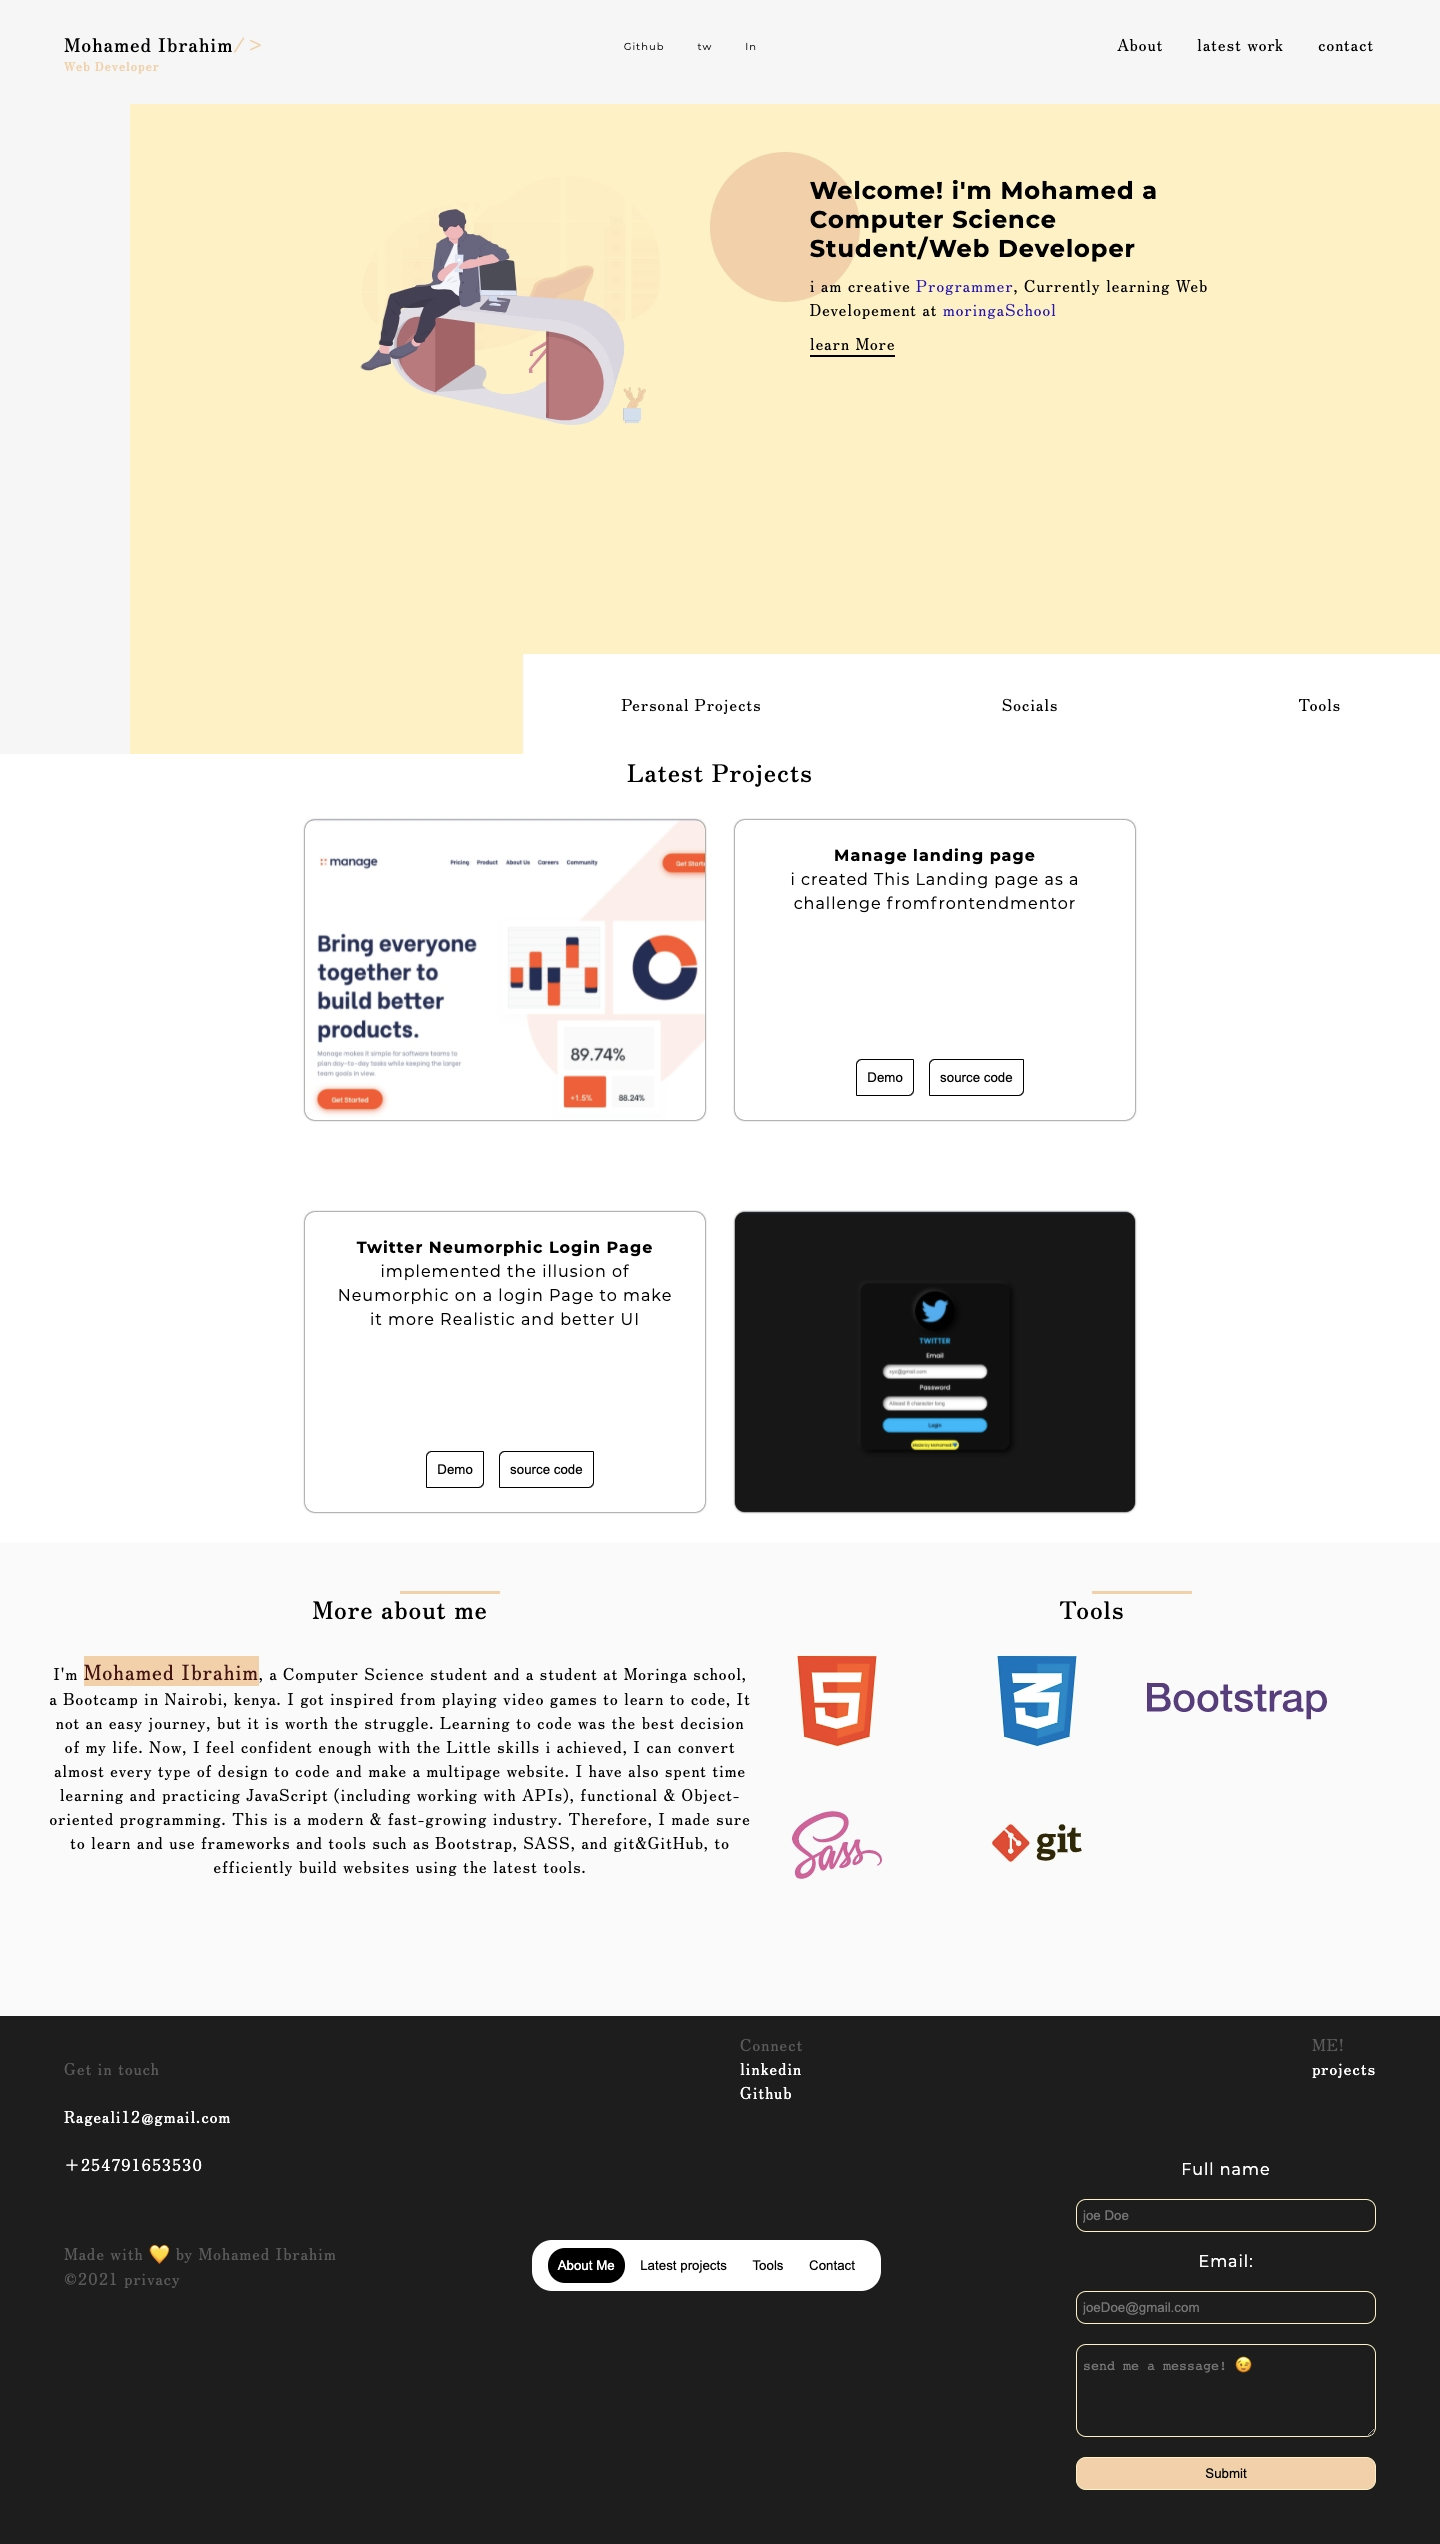 Mohamed Ibrahim/>
Web Developer
Github tw In
About latest work contact
Welcome! i'm Mohamed a
Computer Science
Student/Web Developer
i am creative Programmer, Currently learning Web
Developement at moringaSchool
learn More
Personal Projects Socials Tools
Latest Projects
manage
Pricing Product About Us Careers Community
Get Starte
Bring everyone
together to
build better
products.
Manage makes it simple for software teams to
plan day-to-day tasks while keeping the larger
team goals in view.
Get Started
89.74%
+1.5% 88.24%
Manage landing page
i created This Landing page as a
challenge fromfrontendmentor
Demo source code
Twitter Neumorphic Login Page
implemented the illusion of
Neumorphic on a login Page to make
it more Realistic and better UI
Demo source code
TWITTER
Email
xyz@gmail.com
Password
Login
More about me
I'm Mohamed Ibrahim, a Computer Science student and a student at Moringa school,
a Bootcamp in Nairobi, kenya. I got inspired from playing video games to learn to code, It
not an easy journey, but it is worth the struggle. Learning to code was the best decision
of my life. Now, I feel confident enough with the Little skills i achieved, I can convert
almost every type of design to code and make a multipage website. I have also spent time
learning and practicing JavaScript (including working with APIs), functional & Object-
oriented programming. This is a modern & fast-growing industry. Therefore, I made sure
to learn and use frameworks and tools such as Bootstrap, SASS, and git&GitHub, to
efficiently build websites using the latest tools.
Tools
5 3 Bootstrap
Sass git
Get in touch
Rageali12@gmail.com
+254791653530
Connect
linkedin
Github
ME!
projects
Made with 💛 by Mohamed Ibrahim
©2021 privacy
About Me Latest projects Tools Contact
Full name
joe Doe
Email:
joeDoe@gmail.com
send me a message! 😉
Submit